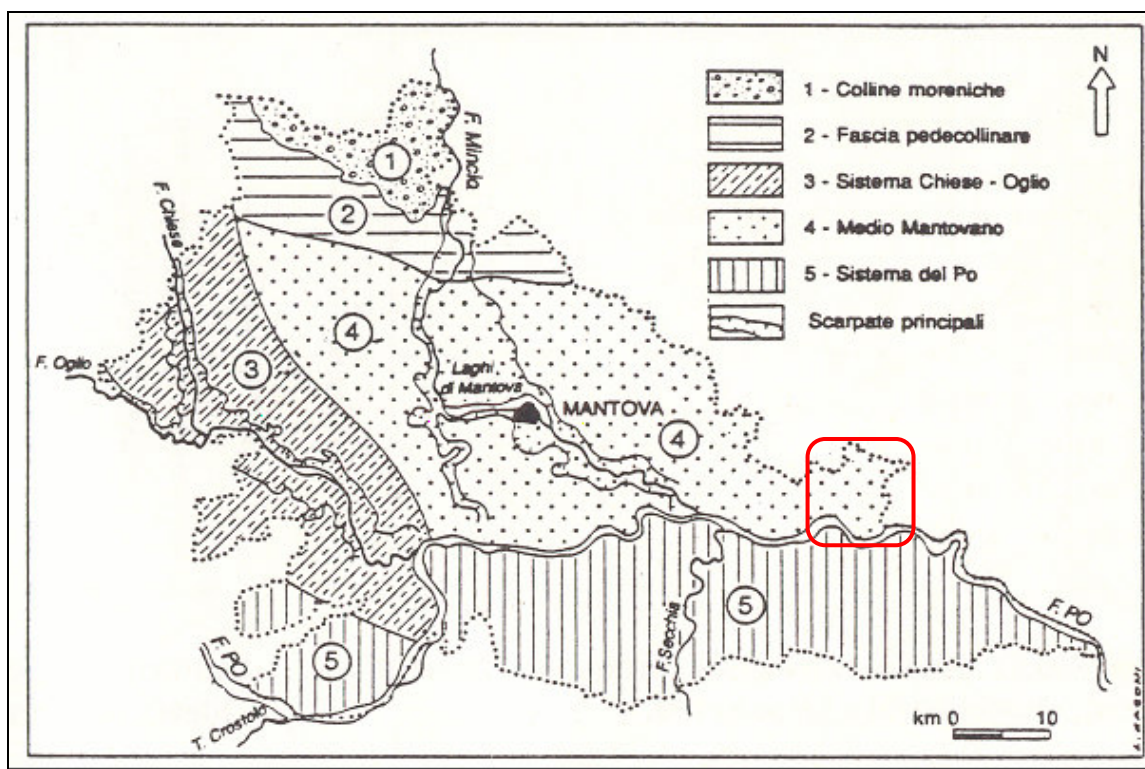 N
1 - Colline moreniche
2 - Fascia pedecollinare
3 - Sistema Chiese - Oglio
4 - Medio Mantovano
5 - Sistema del Po
Scarpate principali
F. Mincio
1
2
F. Chiese
4
3
F. Oglio
Laghi
di Mantova
MANTOVA
4
5
F. Secchia
F. PO
5
F. PO
T. Crostolo
km 0 10